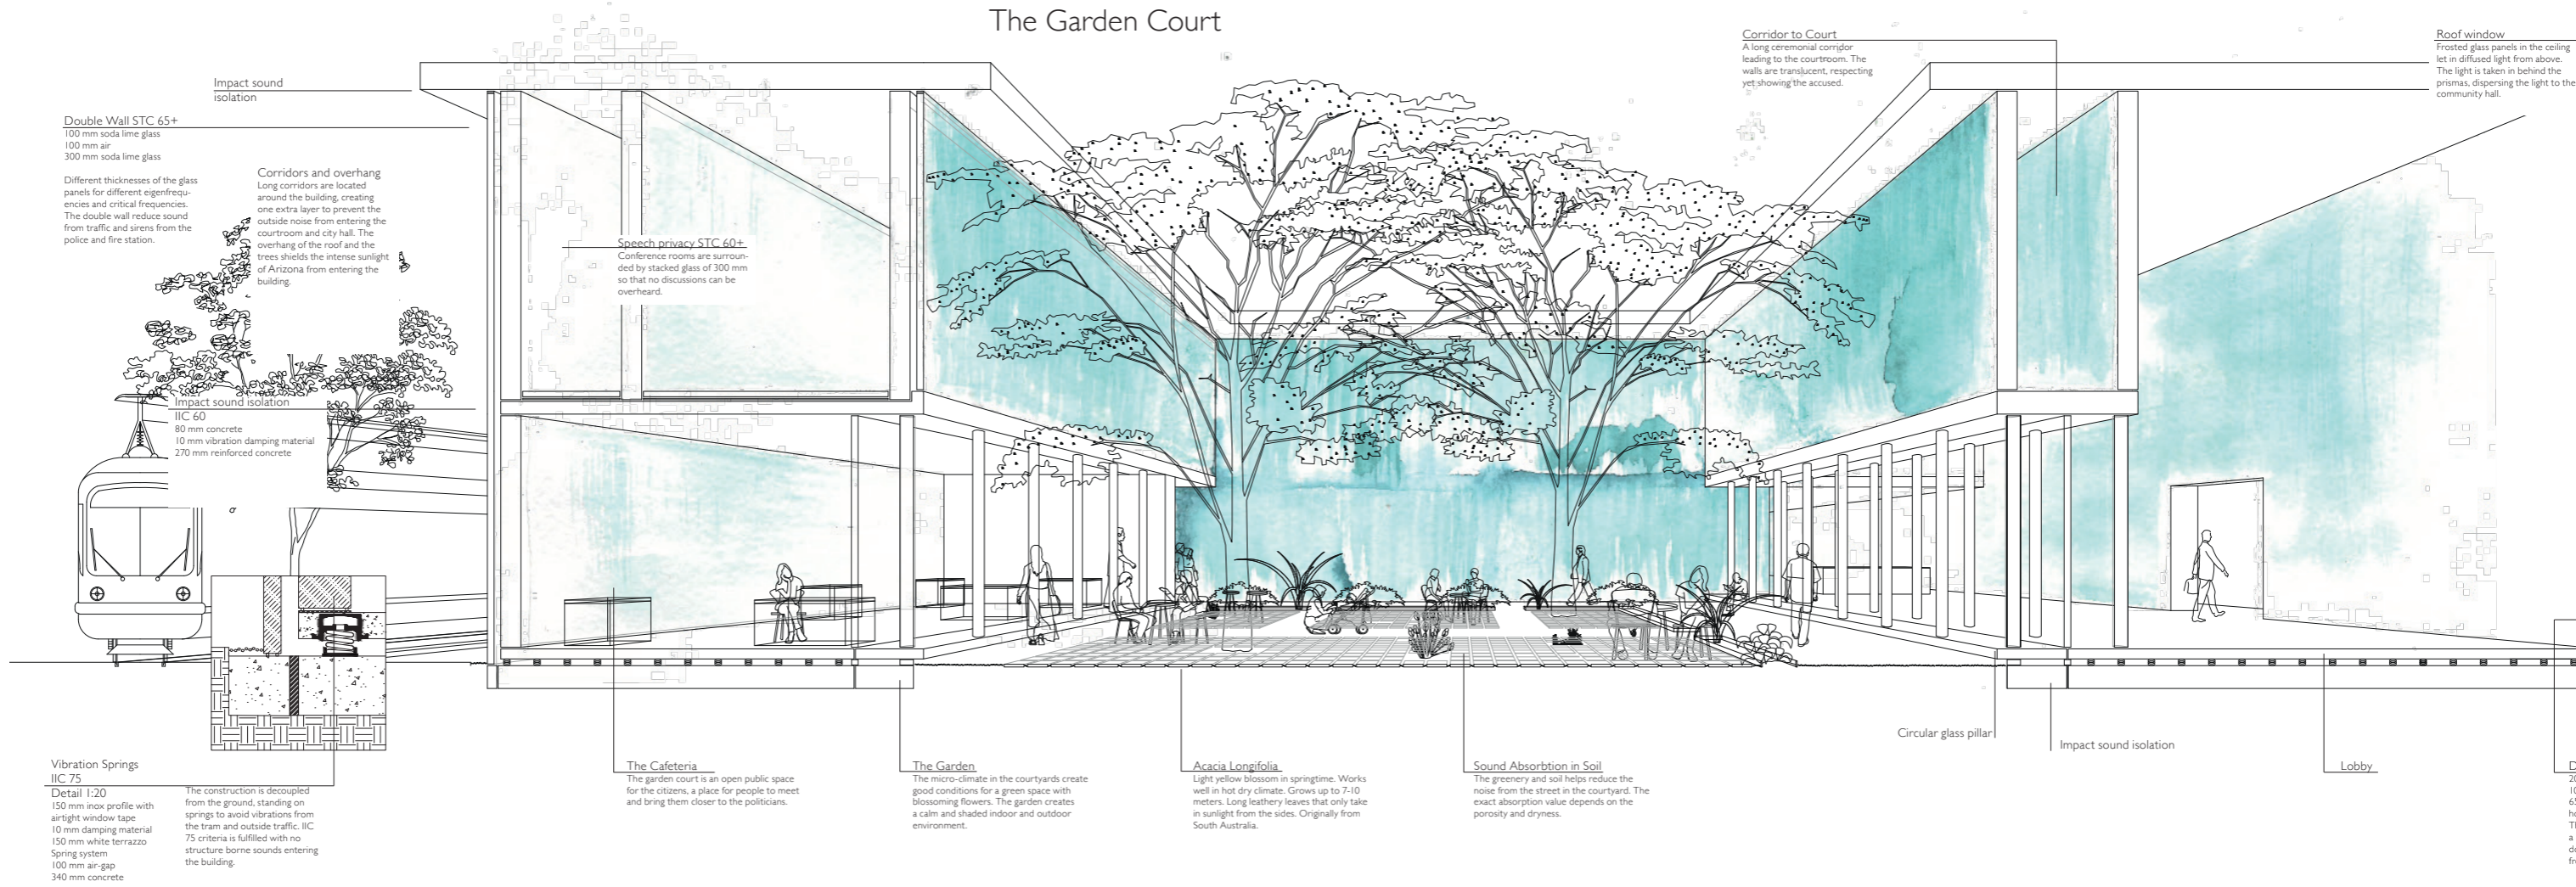 The Garden Court
Impact sound
isolation
Double Wall STC 65+
100 mm soda lime glass
100 mm air
300 mm soda lime glass
Different thicknesses of the glass
panels for different eigenfrequ-
encies and critical frequencies.
The double wall reduce sound
from traffic and sirens from the
police and fire station.
Corridors and overhang
Long corridors are located
around the building, creating
one extra layer to prevent the
outside noise from entering the
courtroom and city hall. The
overhang of the roof and the
trees shields the intense sunlight
of Arizona from entering the
building.
Speech privacy STC 60+
Conference rooms are surroun-
ded by stacked glass of 300 mm
so that no discussions can be
overheard.
Corridor to Court
A long ceremonial corridor
leading to the courtroom. The
walls are translucent, respecting
yet showing the accused.
Roof window
Frosted glass panels in the ceiling
let in diffused light from above.
The light is taken in behind the
prismas, dispersing the light to the
community hall.
Impact sound isolation
IIC 60
80 mm concrete
10 mm vibration damping material
270 mm reinforced concrete
Vibration Springs
IIC 75
Detail 1:20
150 mm inox profile with
airtight window tape
10 mm damping material
150 mm white terrazzo
Spring system
100 mm air-gap
340 mm concrete
The construction is decoupled
from the ground, standing on
springs to avoid vibrations from
the tram and outside traffic. IIC
75 criteria is fulfilled with no
structure borne sounds entering
the building.
The Cafeteria
The garden court is an open public space
for the citizens, a place for people to meet
and bring them closer to the politicians.
The Garden
The micro-climate in the courtyards create
good conditions for a green space with
blossoming flowers. The garden creates
a calm and shaded indoor and outdoor
environment.
Acacia Longifolia
Light yellow blossom in springtime. Works
well in hot dry climate. Grows up to 7-10
meters. Long leathery leaves that only take
in sunlight from the sides. Originally from
South Australia.
Sound Absorbtion in Soil
The greenery and soil helps reduce the
noise from the street in the courtyard. The
exact absorption value depends on the
porosity and dryness.
Circular glass pillar
Impact sound isolation
Lobby